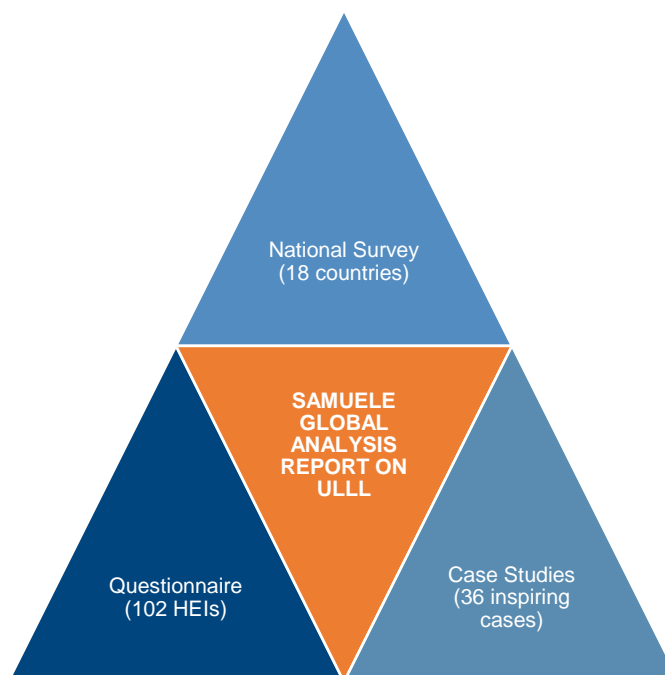 National Survey
(18 countries)
SAMUELE
GLOBAL
ANALYSIS
REPORT ON
ULLL
Questionnaire
(102 HEIs)
Case Studies
(36 inspiring
cases)